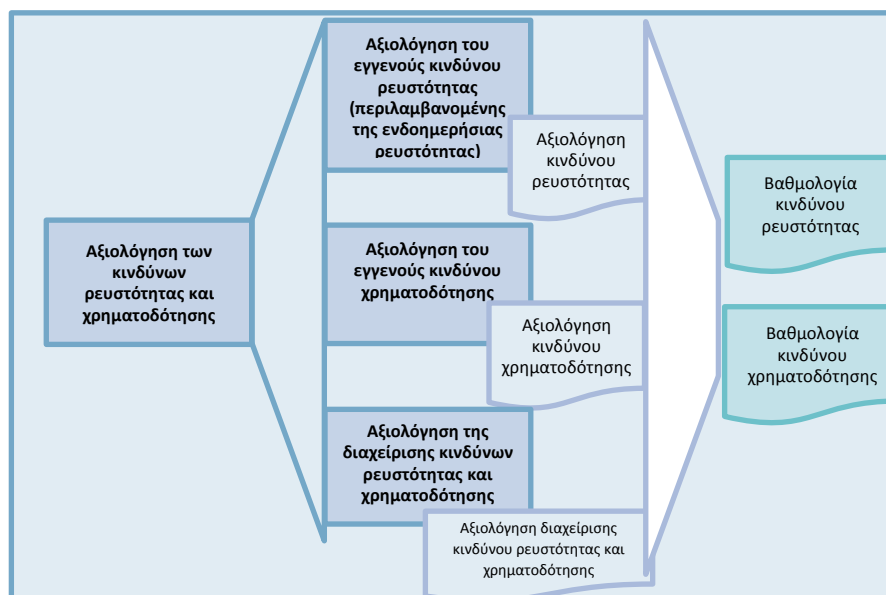 Αξιολόγηση των
κινδύνων
ρευστότητας και
χρηματοδότησης
Αξιολόγηση του
εγγενούς κινδύνου
ρευστότητας
(περιλαμβανομένης
της ενδοημερήσιας
ρευστότητας)
Αξιολόγηση
κινδύνου
ρευστότητας
Αξιολόγηση του
εγγενούς κινδύνου
χρηματοδότησης
Αξιολόγηση
κινδύνου
χρηματοδότησης
Αξιολόγηση της
διαχείρισης κινδύνων
ρευστότητας και
χρηματοδότησης
Αξιολόγηση διαχείρισης
κινδύνου ρευστότητας και
χρηματοδότησης
Βαθμολογία
κινδύνου
ρευστότητας
Βαθμολογία
κινδύνου
χρηματοδότησης